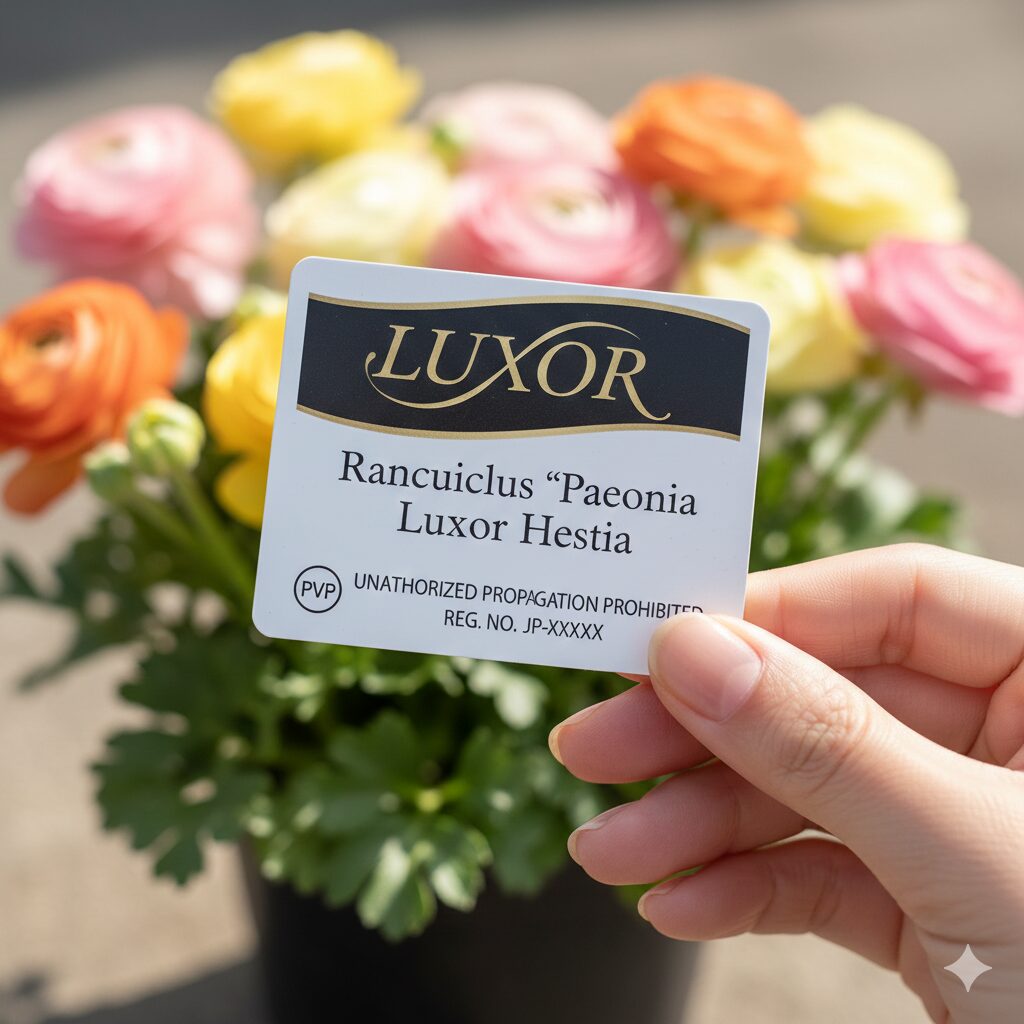 LUXOR
Rancuiclus “Paeonia
Luxor Hestia
PVP
UNATHORIZED PROPAGATION PROHIBITED
REG. NO. JP-XXXXX